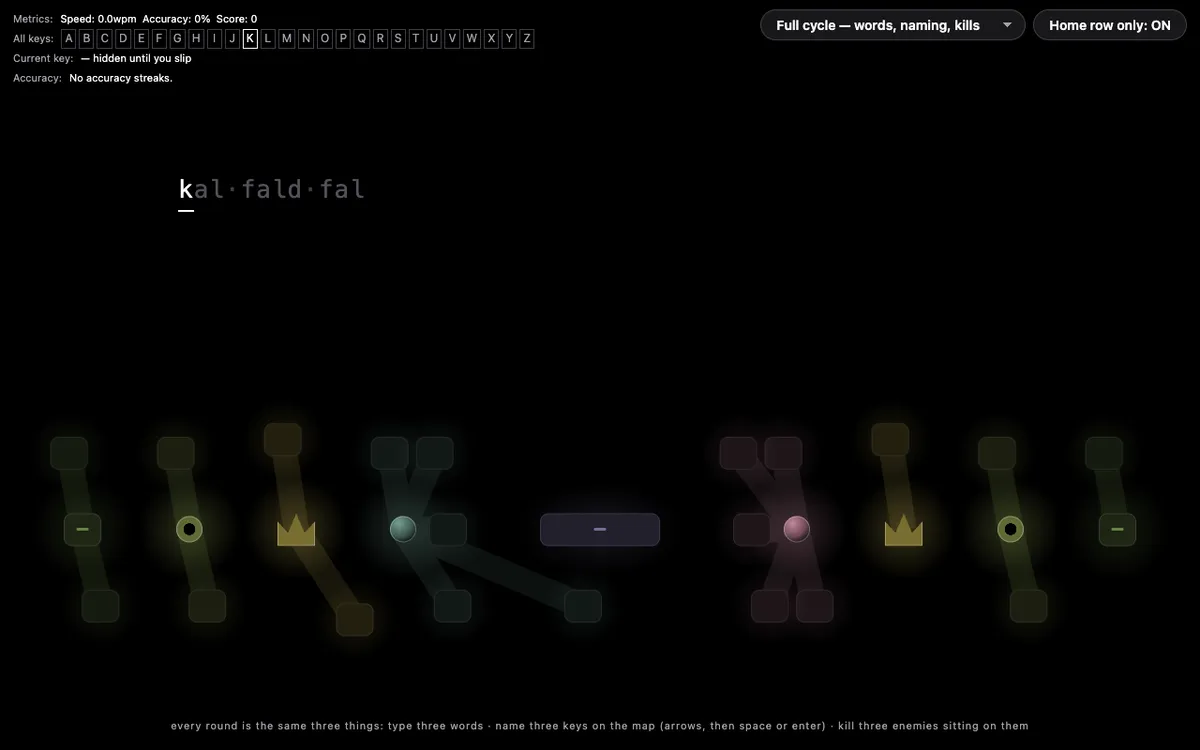 Metrics: Speed: 0.0wpm Accuracy: 0% Score: 0
All keys: A B C D E F G H I J K L M N O P Q R S T U V W X Y Z
Current key: — hidden until you slip
Accuracy: No accuracy streaks.
Full cycle — words, naming, kills
Home row only: ON
kal·fald·fal
every round is the same three things: type three words · name three keys on the map (arrows, then space or enter) · kill three enemies sitting on them